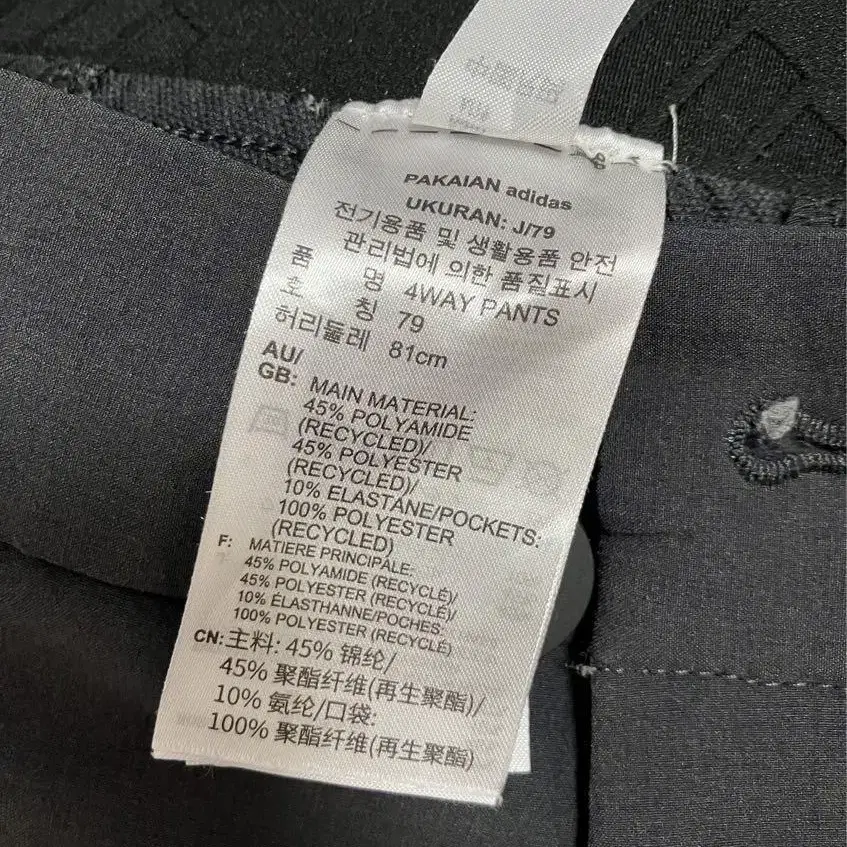 PAKAIAN adidas
UKURAN: J/79
전기용품 및 생활용품 안전
관리법에 의한 품질표시
품 명 4WAY PANTS
호 칭 79
허리둘레 81cm
AU/
GB: MAIN MATERIAL:
45% POLYAMIDE
(RECYCLED)/
45% POLYESTER
(RECYCLED)/
10% ELASTANE/POCKETS:
100% POLYESTER
(RECYCLED)
F: MATIERE PRINCIPALE:
45% POLYAMIDE (RECYCLÉ)/
45% POLYESTER (RECYCLÉ)/
10% ÉLASTHANNE/POCHES:
100% POLYESTER (RECYCLÉ)
CN:主料: 45% 锦纶/
45% 聚酯纤维(再生聚酯)/
10% 氨纶/口袋:
100% 聚酯纤维(再生聚酯)